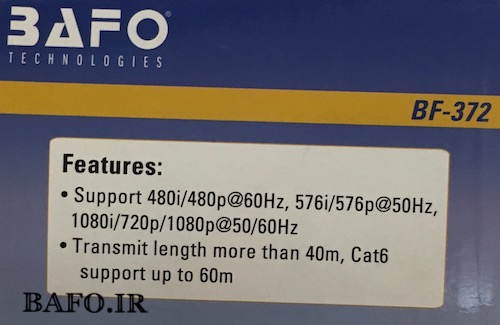 BAFO®
TECHNOLOGIES
BF-372
Features:
• Support 480i/480p@60Hz, 576i/576p@50Hz,
1080i/720p/1080p@50/60Hz
• Transmit length more than 40m, Cat6
support up to 60m
BAFO.IR